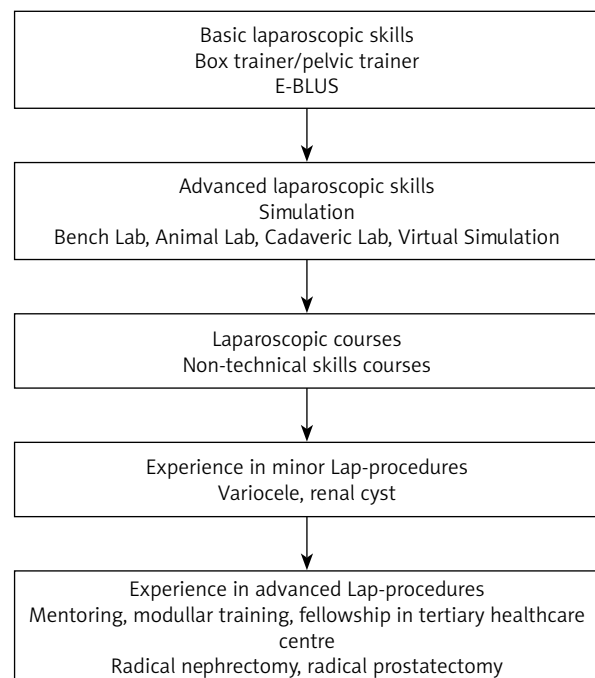 Basic laparoscopic skills
Box trainer/pelvic trainer
E-BLUS
Advanced laparoscopic skills
Simulation
Bench Lab, Animal Lab, Cadaveric Lab, Virtual Simulation
Laparoscopic courses
Non-technical skills courses
Experience in minor Lap-procedures
Variocele, renal cyst
Experience in advanced Lap-procedures
Mentoring, modullar training, fellowship in tertiary healthcare
centre
Radical nephrectomy, radical prostatectomy